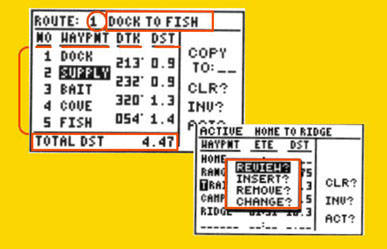 ROUTE: 1 DOCK TO FISH
NO WAYPNT DTK DST
1 DOCK
213° 0.9
2 SUPPLY
232° 0.9
3 BAIT
320° 1.3
4 COVE
054° 1.4
5 FISH
TOTAL DST 4.47
COPY
TO:__
CLR?
INV?
ACT?
ACTIVE HOME TO RIDGE
WAYPNT ETE DST
HOME
REVIEW?
INSERT?
REMOVE?
CHANGE?
CAMP
RIDGE
CLR?
INV?
ACT?